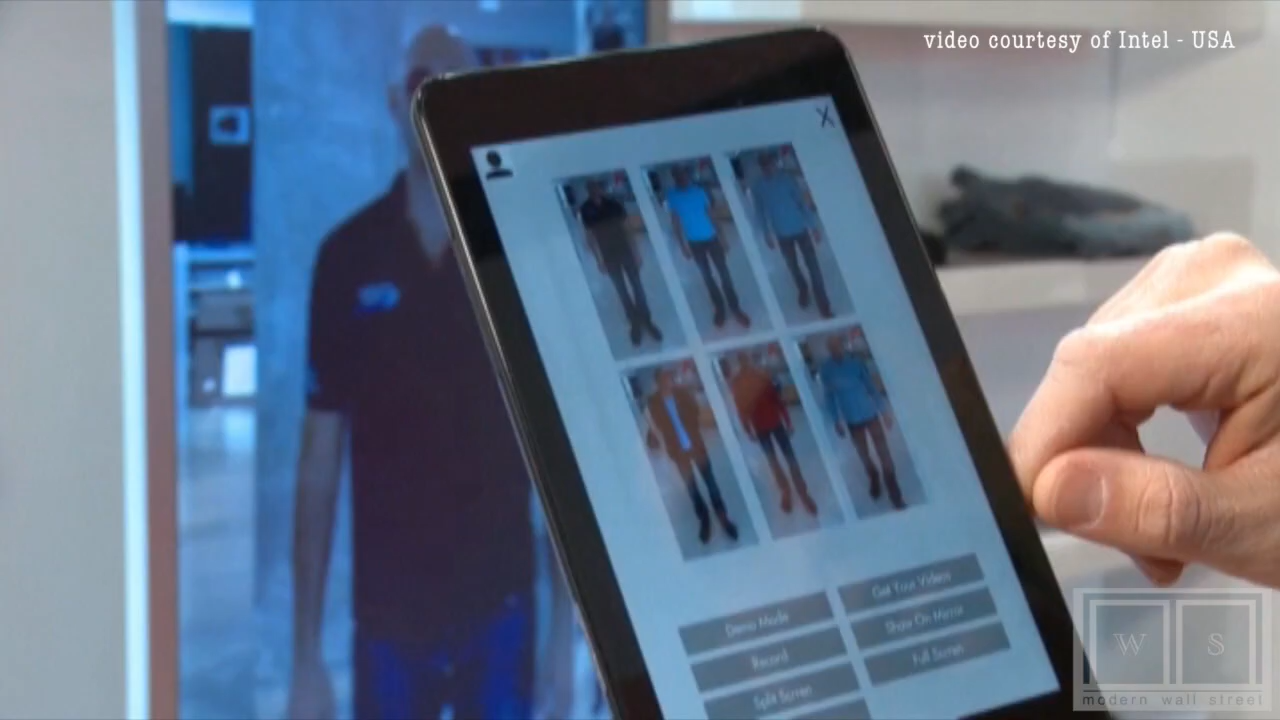 video courtesy of Intel - USA
Demo Mode
Record
Split Screen
Get Your Videos
Show On Mirror
Full Screen
W S
modern wall street